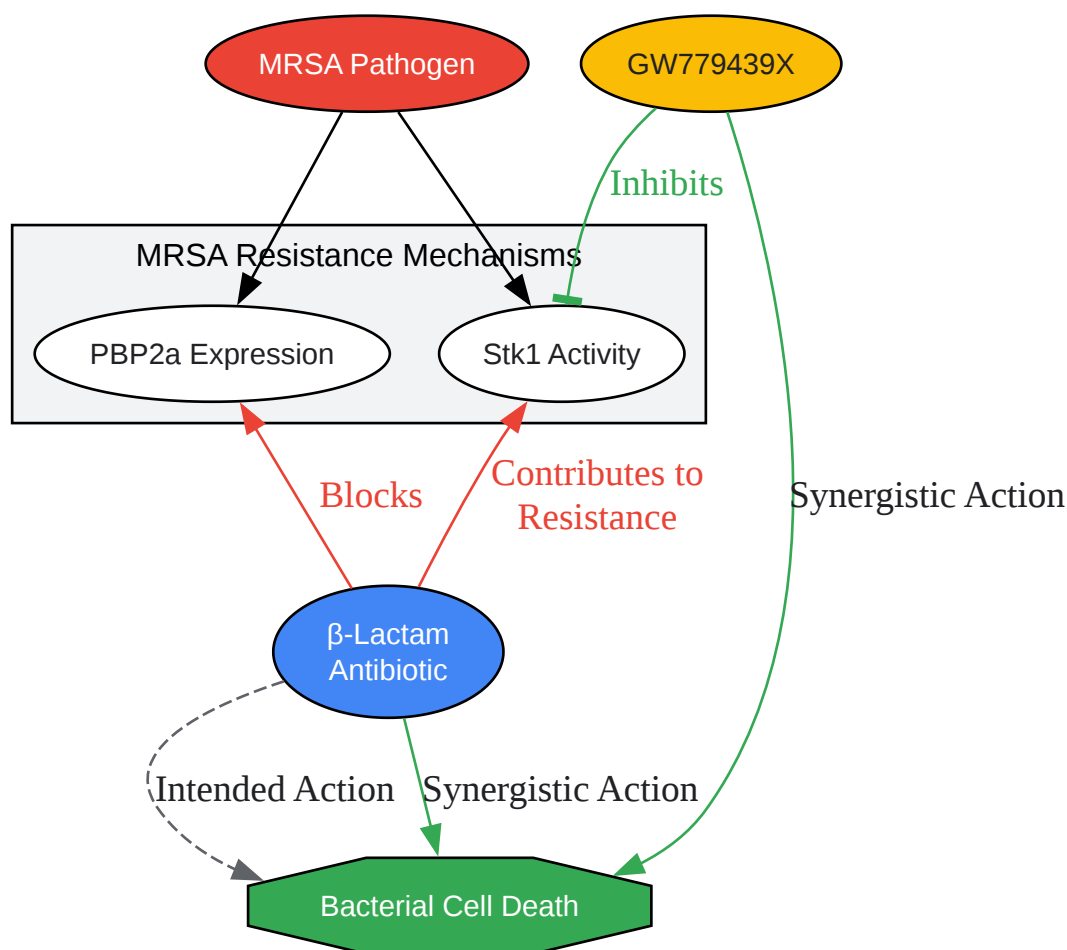 MRSA Pathogen
GW779439X
Inhibits
MRSA Resistance Mechanisms
PBP2a Expression
Stk1 Activity
Blocks
Contributes to
Resistance
Synergistic Action
β-Lactam
Antibiotic
Intended Action
Synergistic Action
Bacterial Cell Death